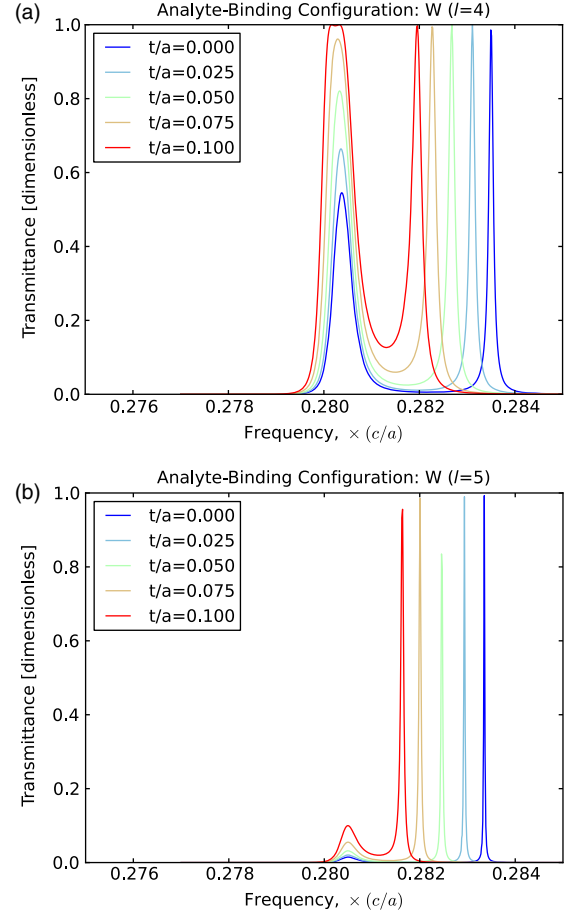 (a)
Analyte-Binding Configuration: W (l=4)
Transmittance [dimensionless]
1.0
0.8
0.6
0.4
0.2
0.0
t/a=0.000
t/a=0.025
t/a=0.050
t/a=0.075
t/a=0.100
0.276 0.278 0.280 0.282 0.284
Frequency, × (c/a)
(b)
Analyte-Binding Configuration: W (l=5)
Transmittance [dimensionless]
1.0
0.8
0.6
0.4
0.2
0.0
t/a=0.000
t/a=0.025
t/a=0.050
t/a=0.075
t/a=0.100
0.276 0.278 0.280 0.282 0.284
Frequency, × (c/a)